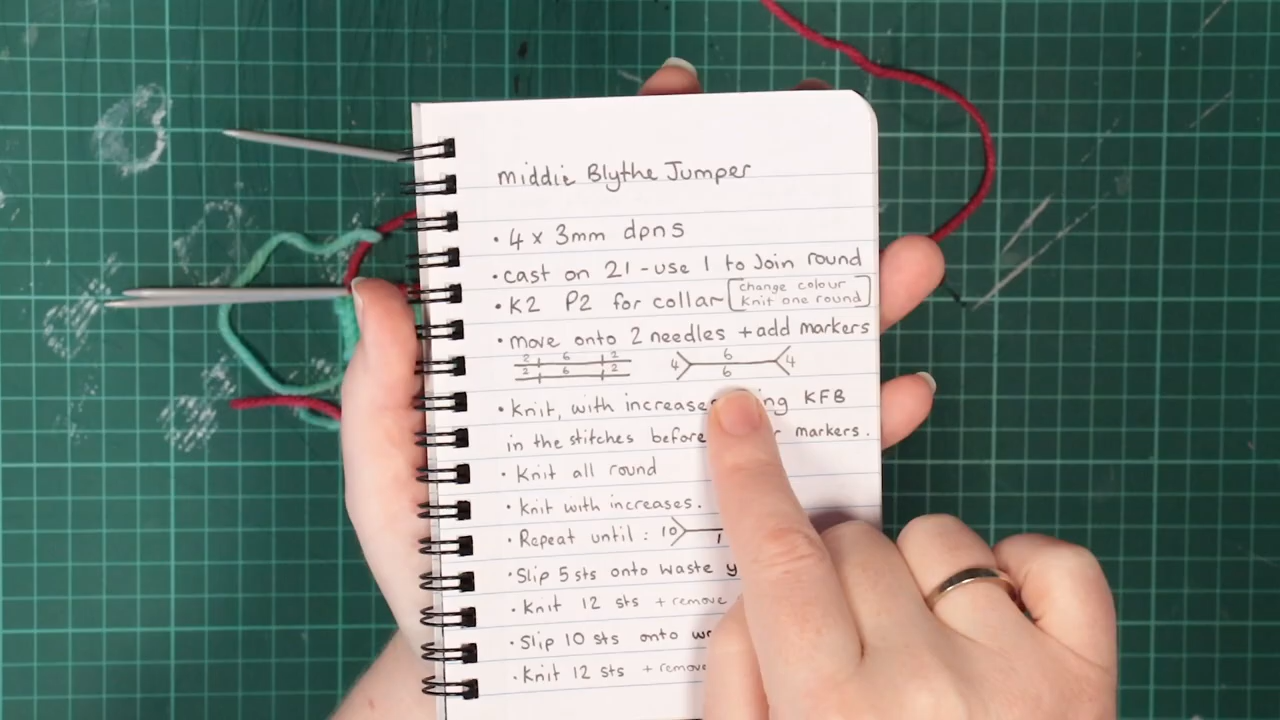 middie Blythe Jumper
• 4 x 3mm dpns
• cast on 21 - use 1 to Join round
• K2 P2 for collar [change colour
Knit one round]
• move onto 2 needles + add markers
2 6 2
2 6 2
4 6 4
6
• Knit, with increases KFB
in the stitches before markers.
• Knit all round
• Knit with increases.
• Repeat until : 10
• Slip 5 sts onto waste
• Knit 12 sts + remove
• Slip 10 sts onto
• Knit 12 sts + remove